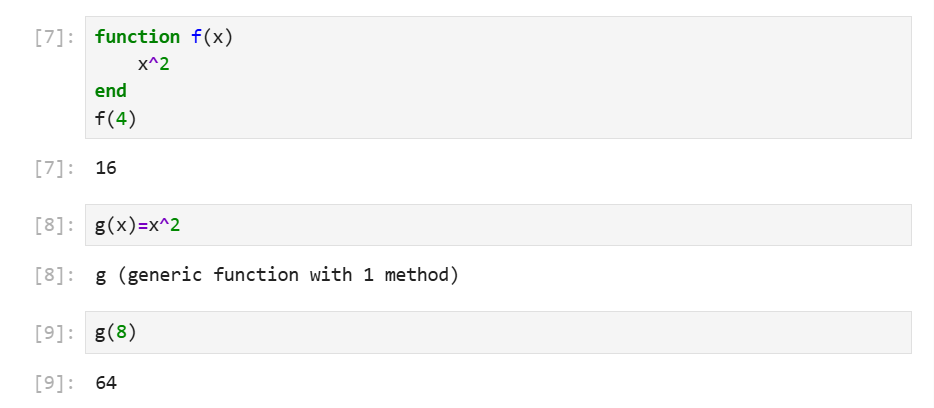 [7]: function f(x)
    x^2
end
f(4)
[7]: 16
[8]: g(x)=x^2
[8]: g (generic function with 1 method)
[9]: g(8)
[9]: 64